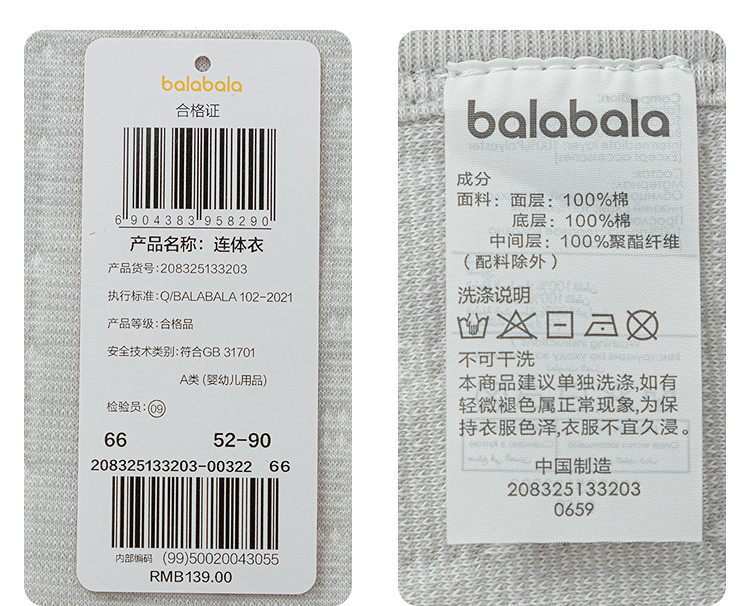 balabala
合格证
6 904383 958290
产品名称：连体衣
产品货号:208325133203
执行标准:Q/BALABALA 102-2021
产品等级:合格品
安全技术类别:符合GB 31701
A类 (婴幼儿用品)
检验员:09
66 52-90
208325133203-00322 66
内部编码 (99)50020043055
RMB139.00
balabala
成分
面料：面层：100%棉
底层：100%棉
中间层：100%聚酯纤维
（配料除外）
洗涤说明
不可干洗
本商品建议单独洗涤,如有
轻微褪色属正常现象,为保
持衣服色泽,衣服不宜久浸。
中国制造
208325133203
0659